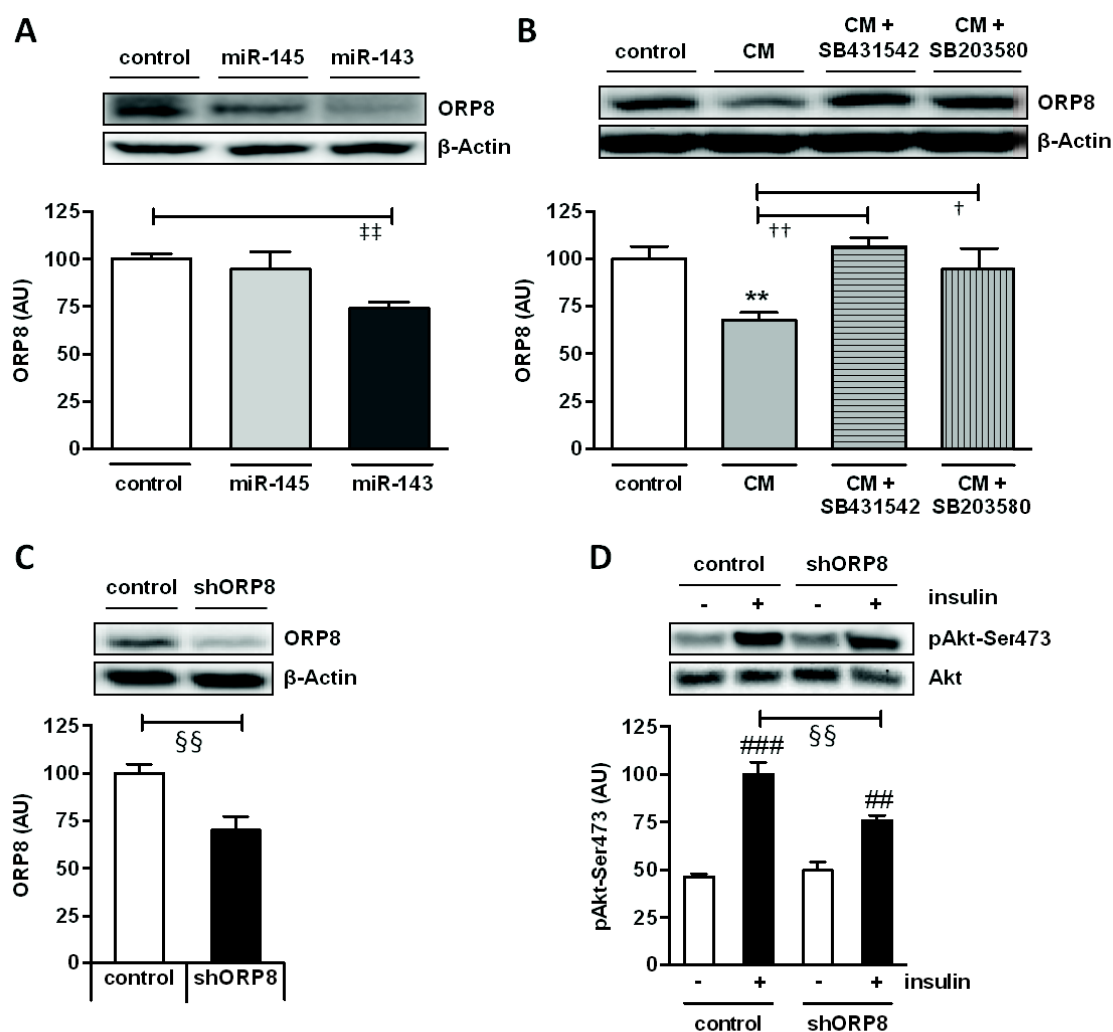 A
control miR-145 miR-143
ORP8
β-Actin
125
100
75
50
25
0
ORP8 (AU)
‡‡
control miR-145 miR-143
B
control CM CM + SB431542 CM + SB203580
ORP8
β-Actin
125
100
75
50
25
0
ORP8 (AU)
†
††
**
control CM CM + SB431542 CM + SB203580
C
control shORP8
ORP8
β-Actin
125
100
75
50
25
0
ORP8 (AU)
§§
control shORP8
D
control shORP8
- + - + insulin
pAkt-Ser473
Akt
125
100
75
50
25
0
pAkt-Ser473 (AU)
§§
###
##
- + - + insulin
control shORP8